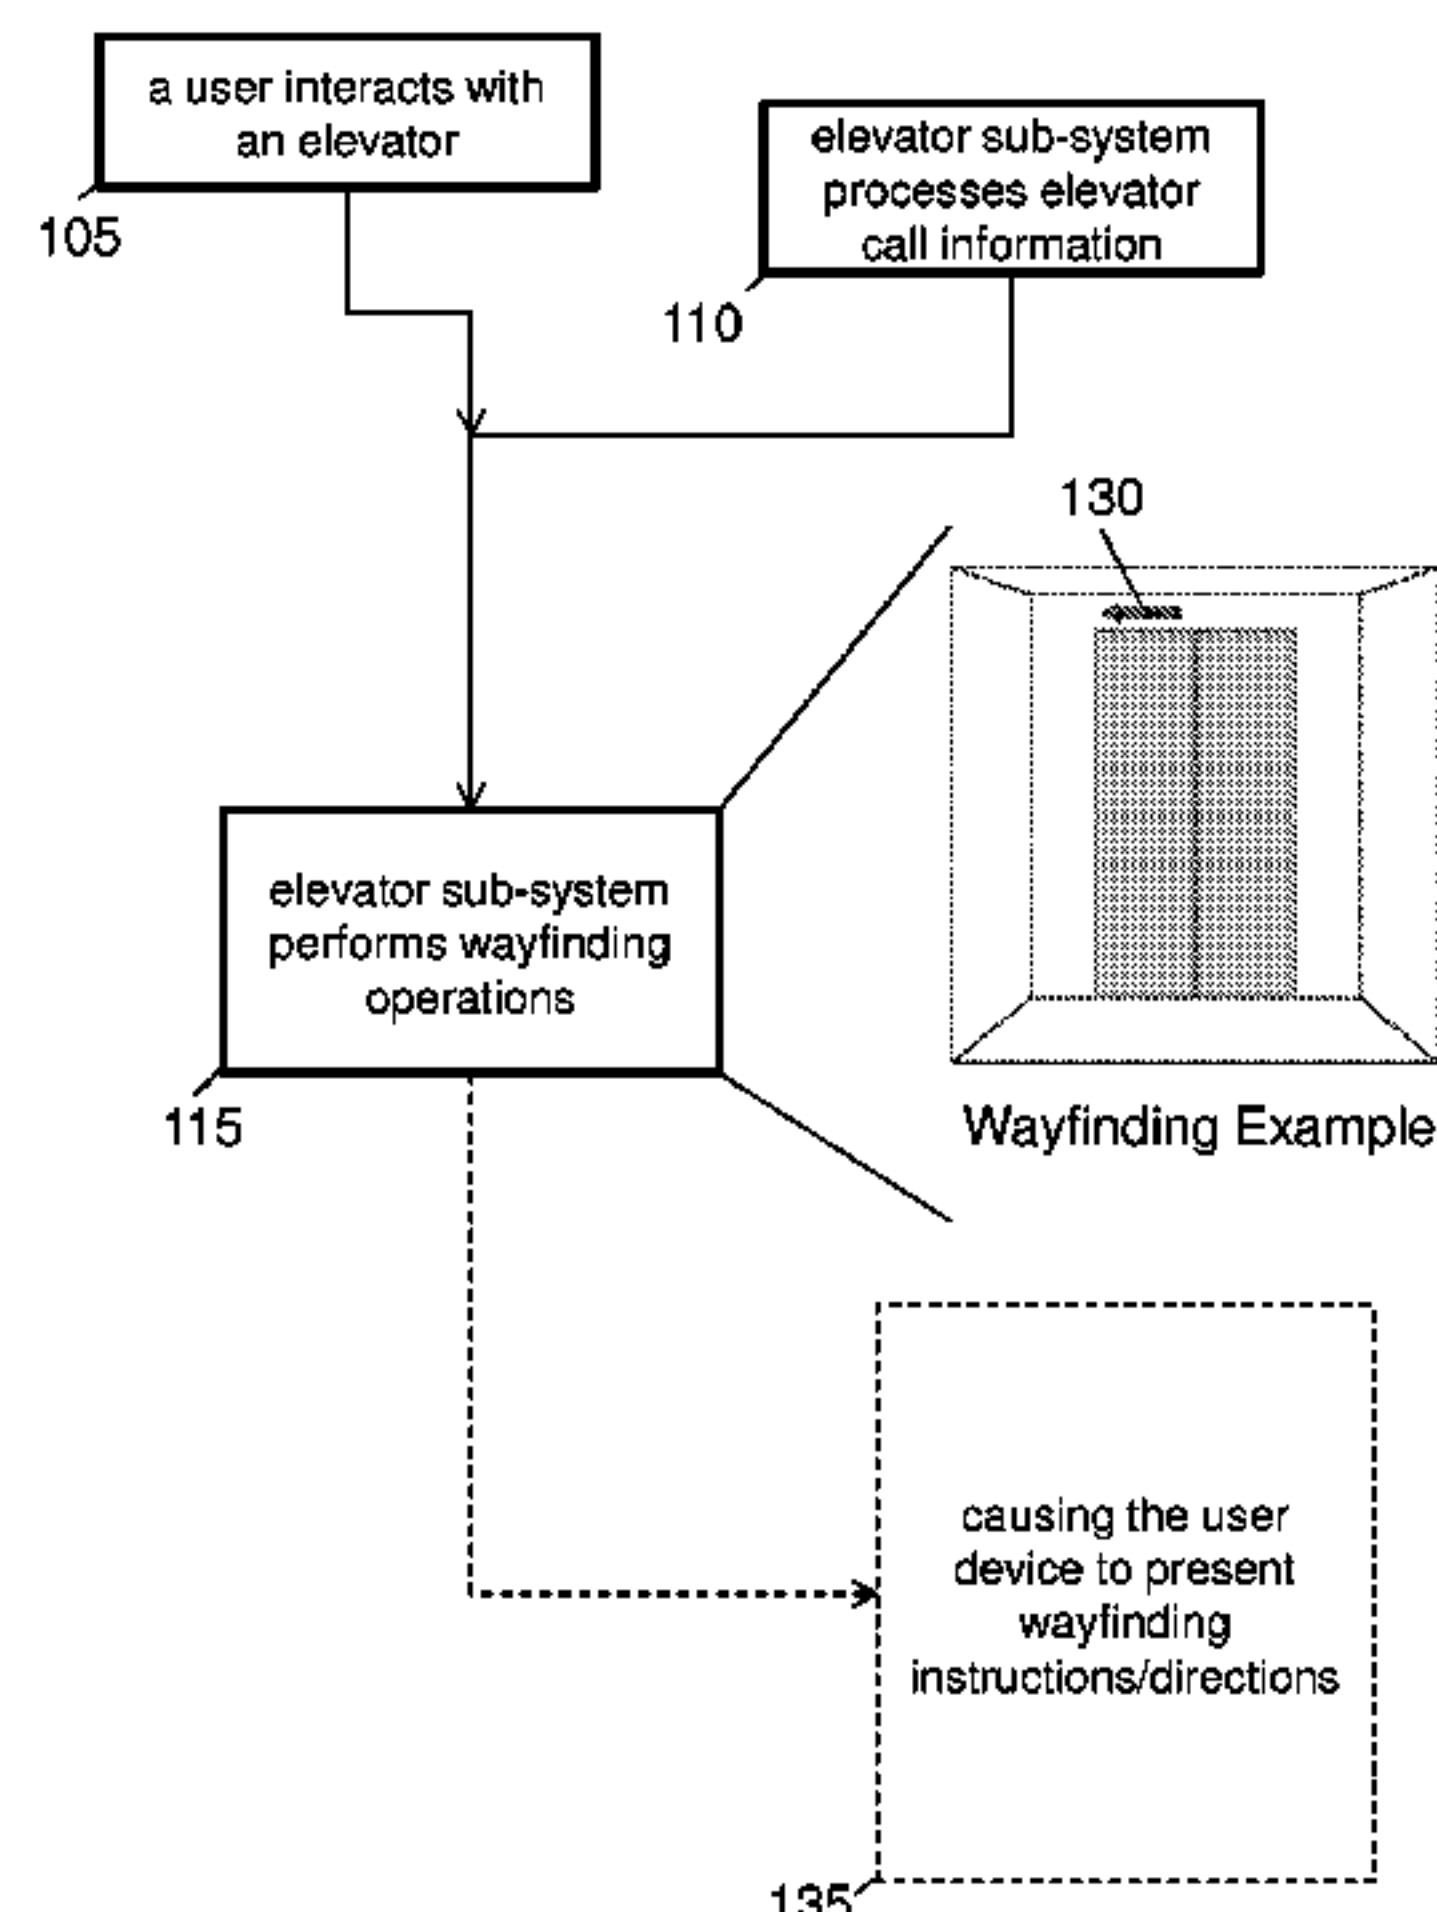 a user interacts with
an elevator
105
elevator sub-system
processes elevator
call information
110
130
elevator sub-system
performs wayfinding
operations
115
Wayfinding Example
causing the user
device to present
wayfinding
instructions/directions
135